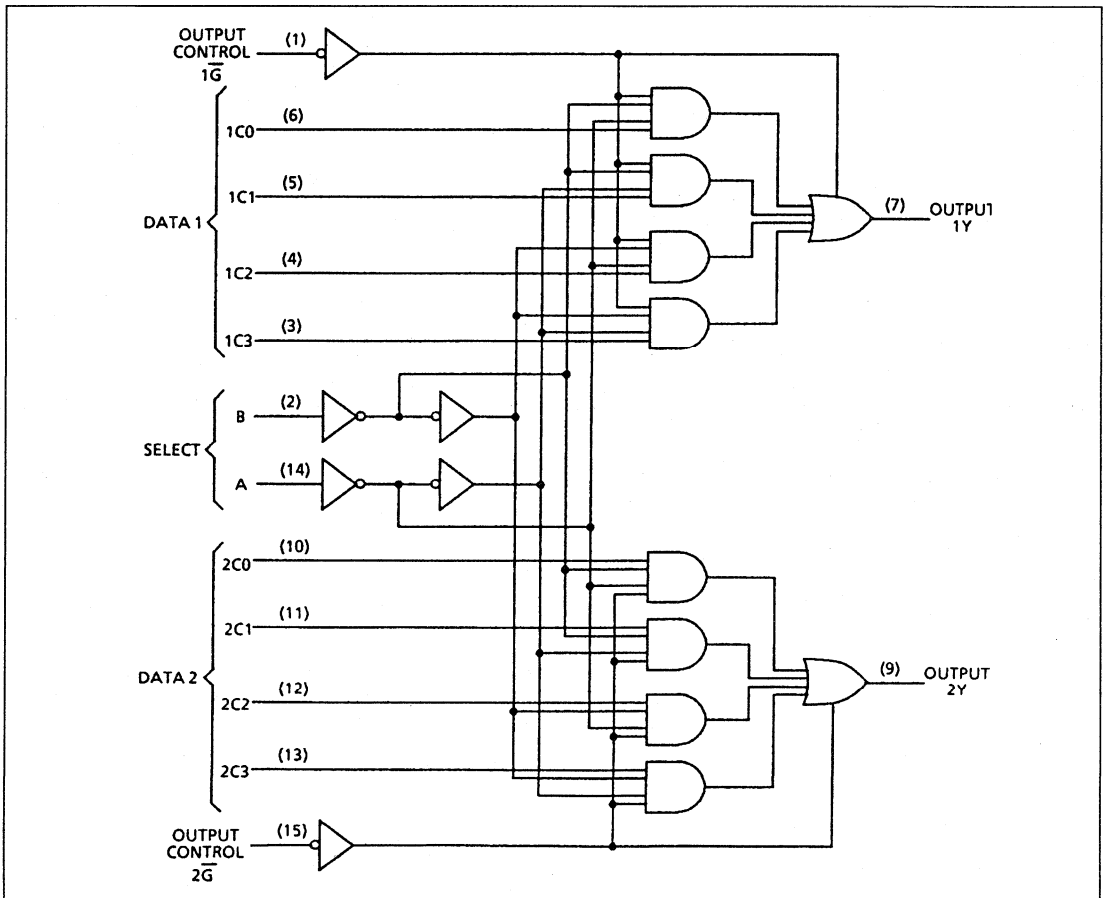 OUTPUT
CONTROL
1G̅
(1)
DATA 1
1C0
(6)
1C1
(5)
1C2
(4)
1C3
(3)
(7)
OUTPUT
1Y
SELECT
B
(2)
A
(14)
DATA 2
2C0
(10)
2C1
(11)
2C2
(12)
2C3
(13)
(9)
OUTPUT
2Y
OUTPUT
CONTROL
2G̅
(15)